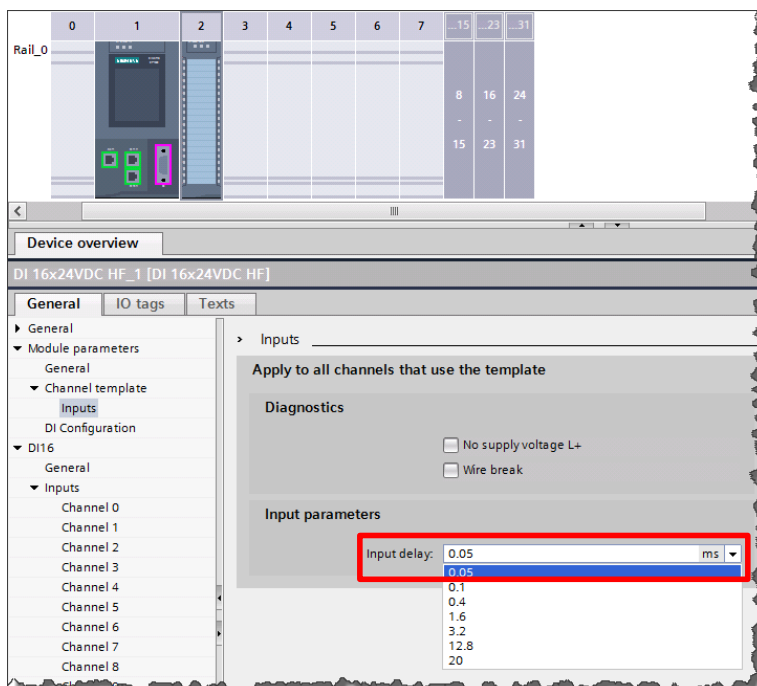 0 1 2 3 4 5 6 7 ...15 ...23 ...31
Rail_0
SIEMENS
8 16 24
- - -
15 23 31
Device overview
DI 16x24VDC HF_1 [DI 16x24VDC HF]
General IO tags Texts
General
Module parameters
General
Channel template
Inputs
DI Configuration
DI16
General
Inputs
Channel 0
Channel 1
Channel 2
Channel 3
Channel 4
Channel 5
Channel 6
Channel 7
Channel 8
Inputs
Apply to all channels that use the template
Diagnostics
No supply voltage L+
Wire break
Input parameters
Input delay: 0.05 ms
0.05
0.1
0.4
1.6
3.2
12.8
20